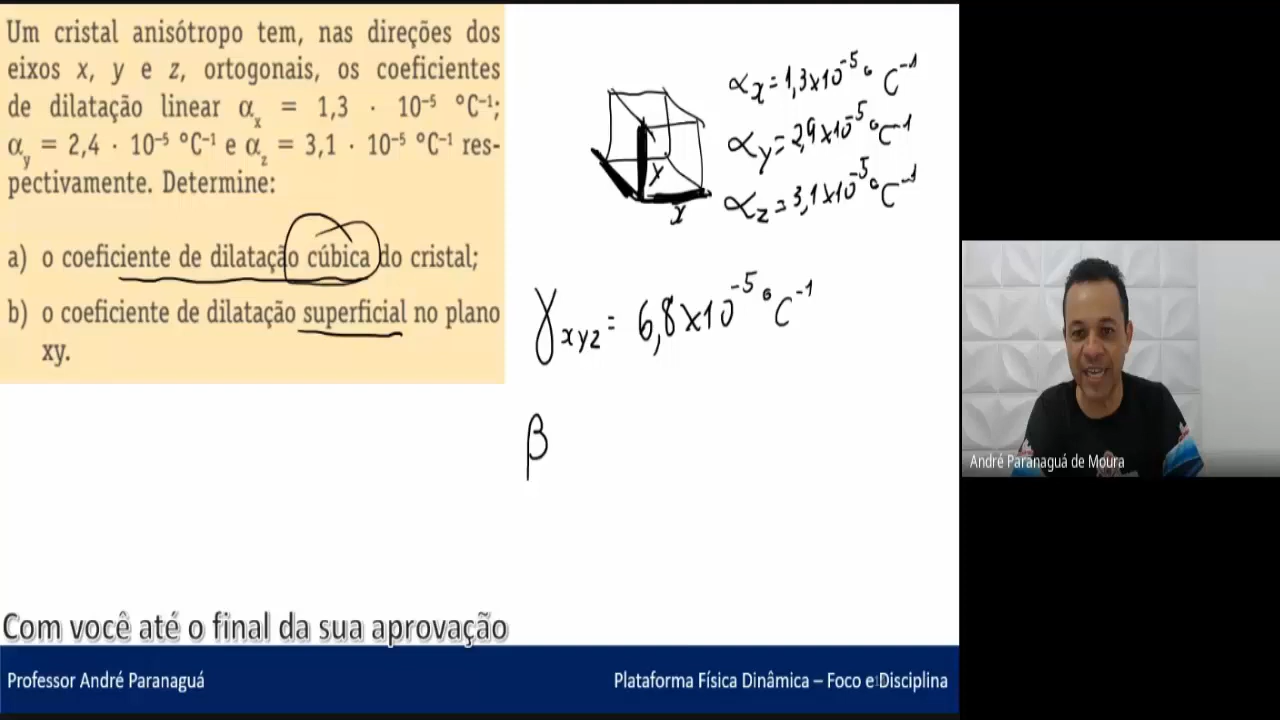 Um cristal anisótropo tem, nas direções dos
eixos x, y e z, ortogonais, os coeficientes
de dilatação linear αx = 1,3 · 10⁻⁵ °C⁻¹;
αy = 2,4 · 10⁻⁵ °C⁻¹ e αz = 3,1 · 10⁻⁵ °C⁻¹ res-
pectivamente. Determine:
a) o coeficiente de dilatação cúbica do cristal;
b) o coeficiente de dilatação superficial no plano
xy.
αx = 1,3x10⁻⁵ °C⁻¹
αy = 2,4x10⁻⁵ °C⁻¹
αz = 3,1x10⁻⁵ °C⁻¹
y
x
γxyz = 6,8x10⁻⁵ °C⁻¹
β
André Paranaguá de Moura
Com você até o final da sua aprovação
Professor André Paranaguá
Plataforma Física Dinâmica – Foco e Disciplina